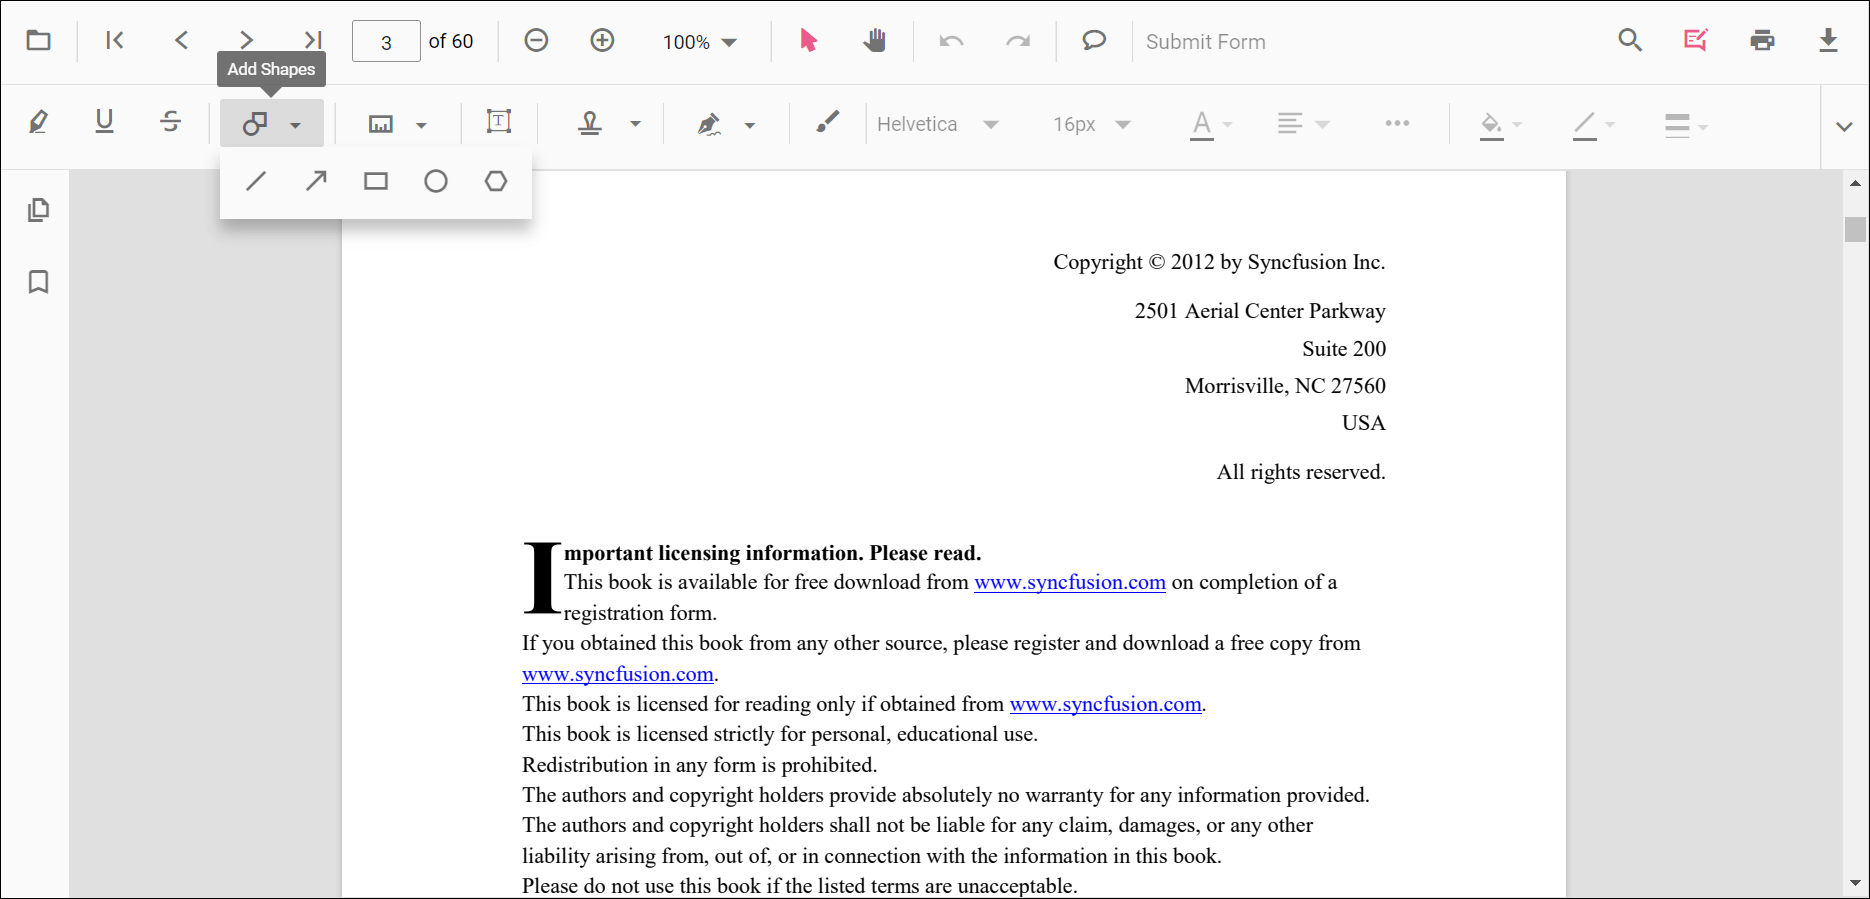 3 of 60 100% Submit Form
Add Shapes
Helvetica 16px
Copyright © 2012 by Syncfusion Inc.
2501 Aerial Center Parkway
Suite 200
Morrisville, NC 27560
USA
All rights reserved.
Important licensing information. Please read.
This book is available for free download from www.syncfusion.com on completion of a
registration form.
If you obtained this book from any other source, please register and download a free copy from
www.syncfusion.com.
This book is licensed for reading only if obtained from www.syncfusion.com.
This book is licensed strictly for personal, educational use.
Redistribution in any form is prohibited.
The authors and copyright holders provide absolutely no warranty for any information provided.
The authors and copyright holders shall not be liable for any claim, damages, or any other
liability arising from, out of, or in connection with the information in this book.
Please do not use this book if the listed terms are unacceptable.